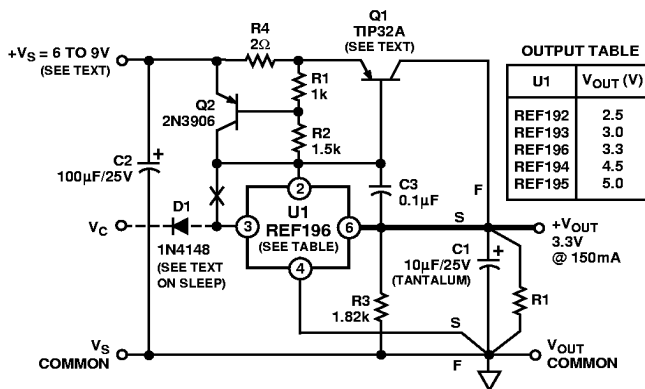 Q1
TIP32A
(SEE TEXT)
R4
2Ω
+VS = 6 TO 9V
(SEE TEXT)
R1
1k
Q2
2N3906
R2
1.5k
C2
100µF/25V
+
C3
0.1µF
F
S
2
U1
REF196
(SEE TABLE)
3
6
4
VC
D1
1N4148
(SEE TEXT
ON SLEEP)
+VOUT
3.3V
@ 150mA
C1
10µF/25V
(TANTALUM)
+
R1
R3
1.82k
S
F
VS
COMMON
VOUT
COMMON
OUTPUT TABLE
U1 VOUT (V)
REF192 2.5
REF193 3.0
REF196 3.3
REF194 4.5
REF195 5.0